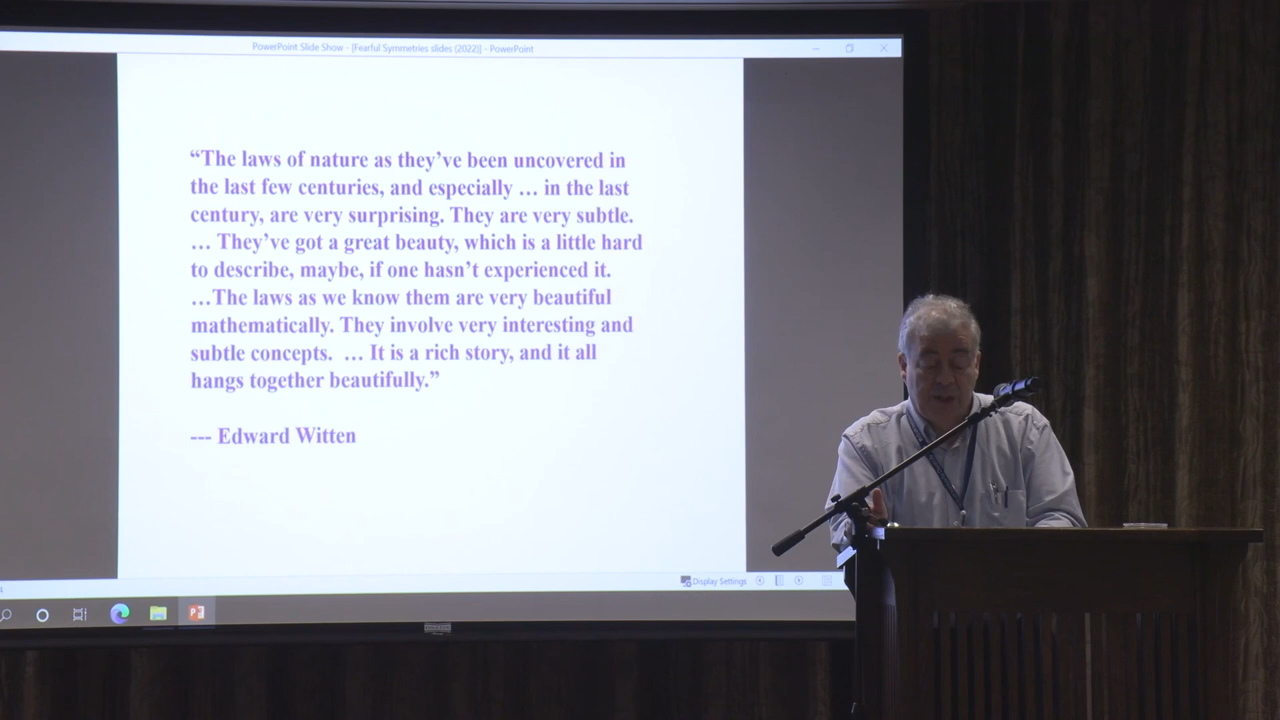 PowerPoint Slide Show - [Fearful Symmetries slides (2022)] - PowerPoint
“The laws of nature as they’ve been uncovered in
the last few centuries, and especially … in the last
century, are very surprising. They are very subtle.
… They’ve got a great beauty, which is a little hard
to describe, maybe, if one hasn’t experienced it.
…The laws as we know them are very beautiful
mathematically. They involve very interesting and
subtle concepts. … It is a rich story, and it all
hangs together beautifully.”
--- Edward Witten
Display Settings